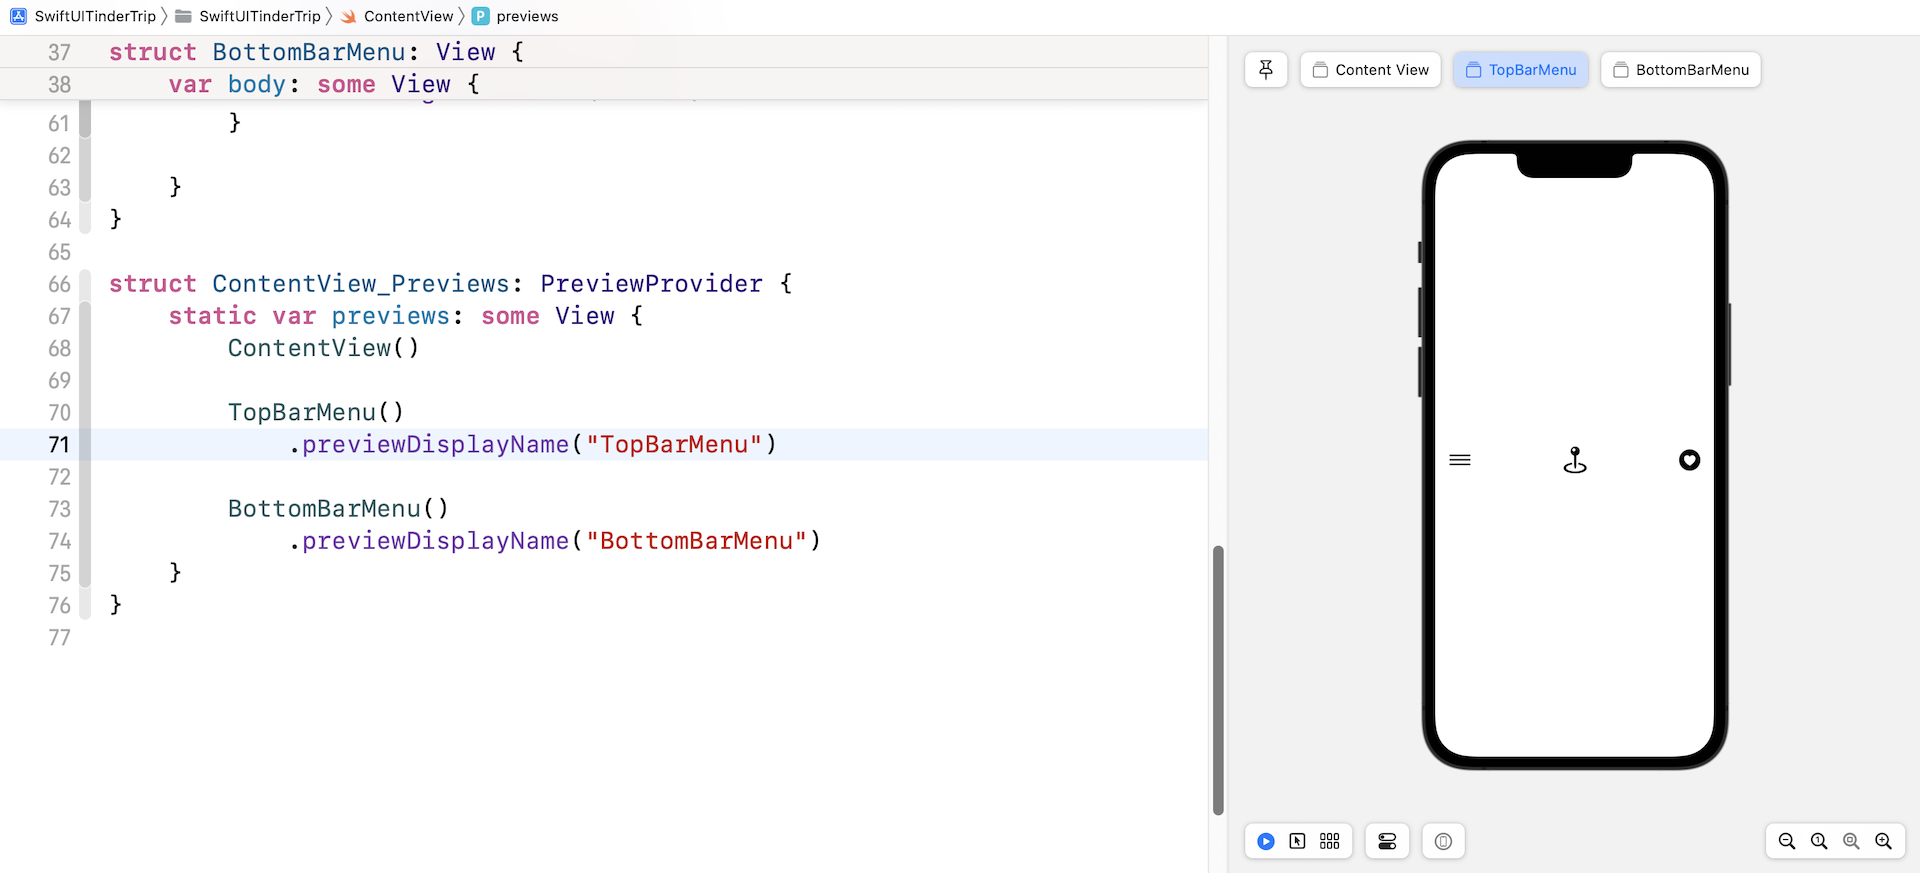 SwiftUITinderTrip 〉 SwiftUITinderTrip 〉 ContentView 〉 P previews
37 struct BottomBarMenu: View {
38 var body: some View {
61 }
62
63 }
64 }
65
66 struct ContentView_Previews: PreviewProvider {
67 static var previews: some View {
68 ContentView()
69
70 TopBarMenu()
71 .previewDisplayName("TopBarMenu")
72
73 BottomBarMenu()
74 .previewDisplayName("BottomBarMenu")
75 }
76 }
77
Content View
TopBarMenu
BottomBarMenu